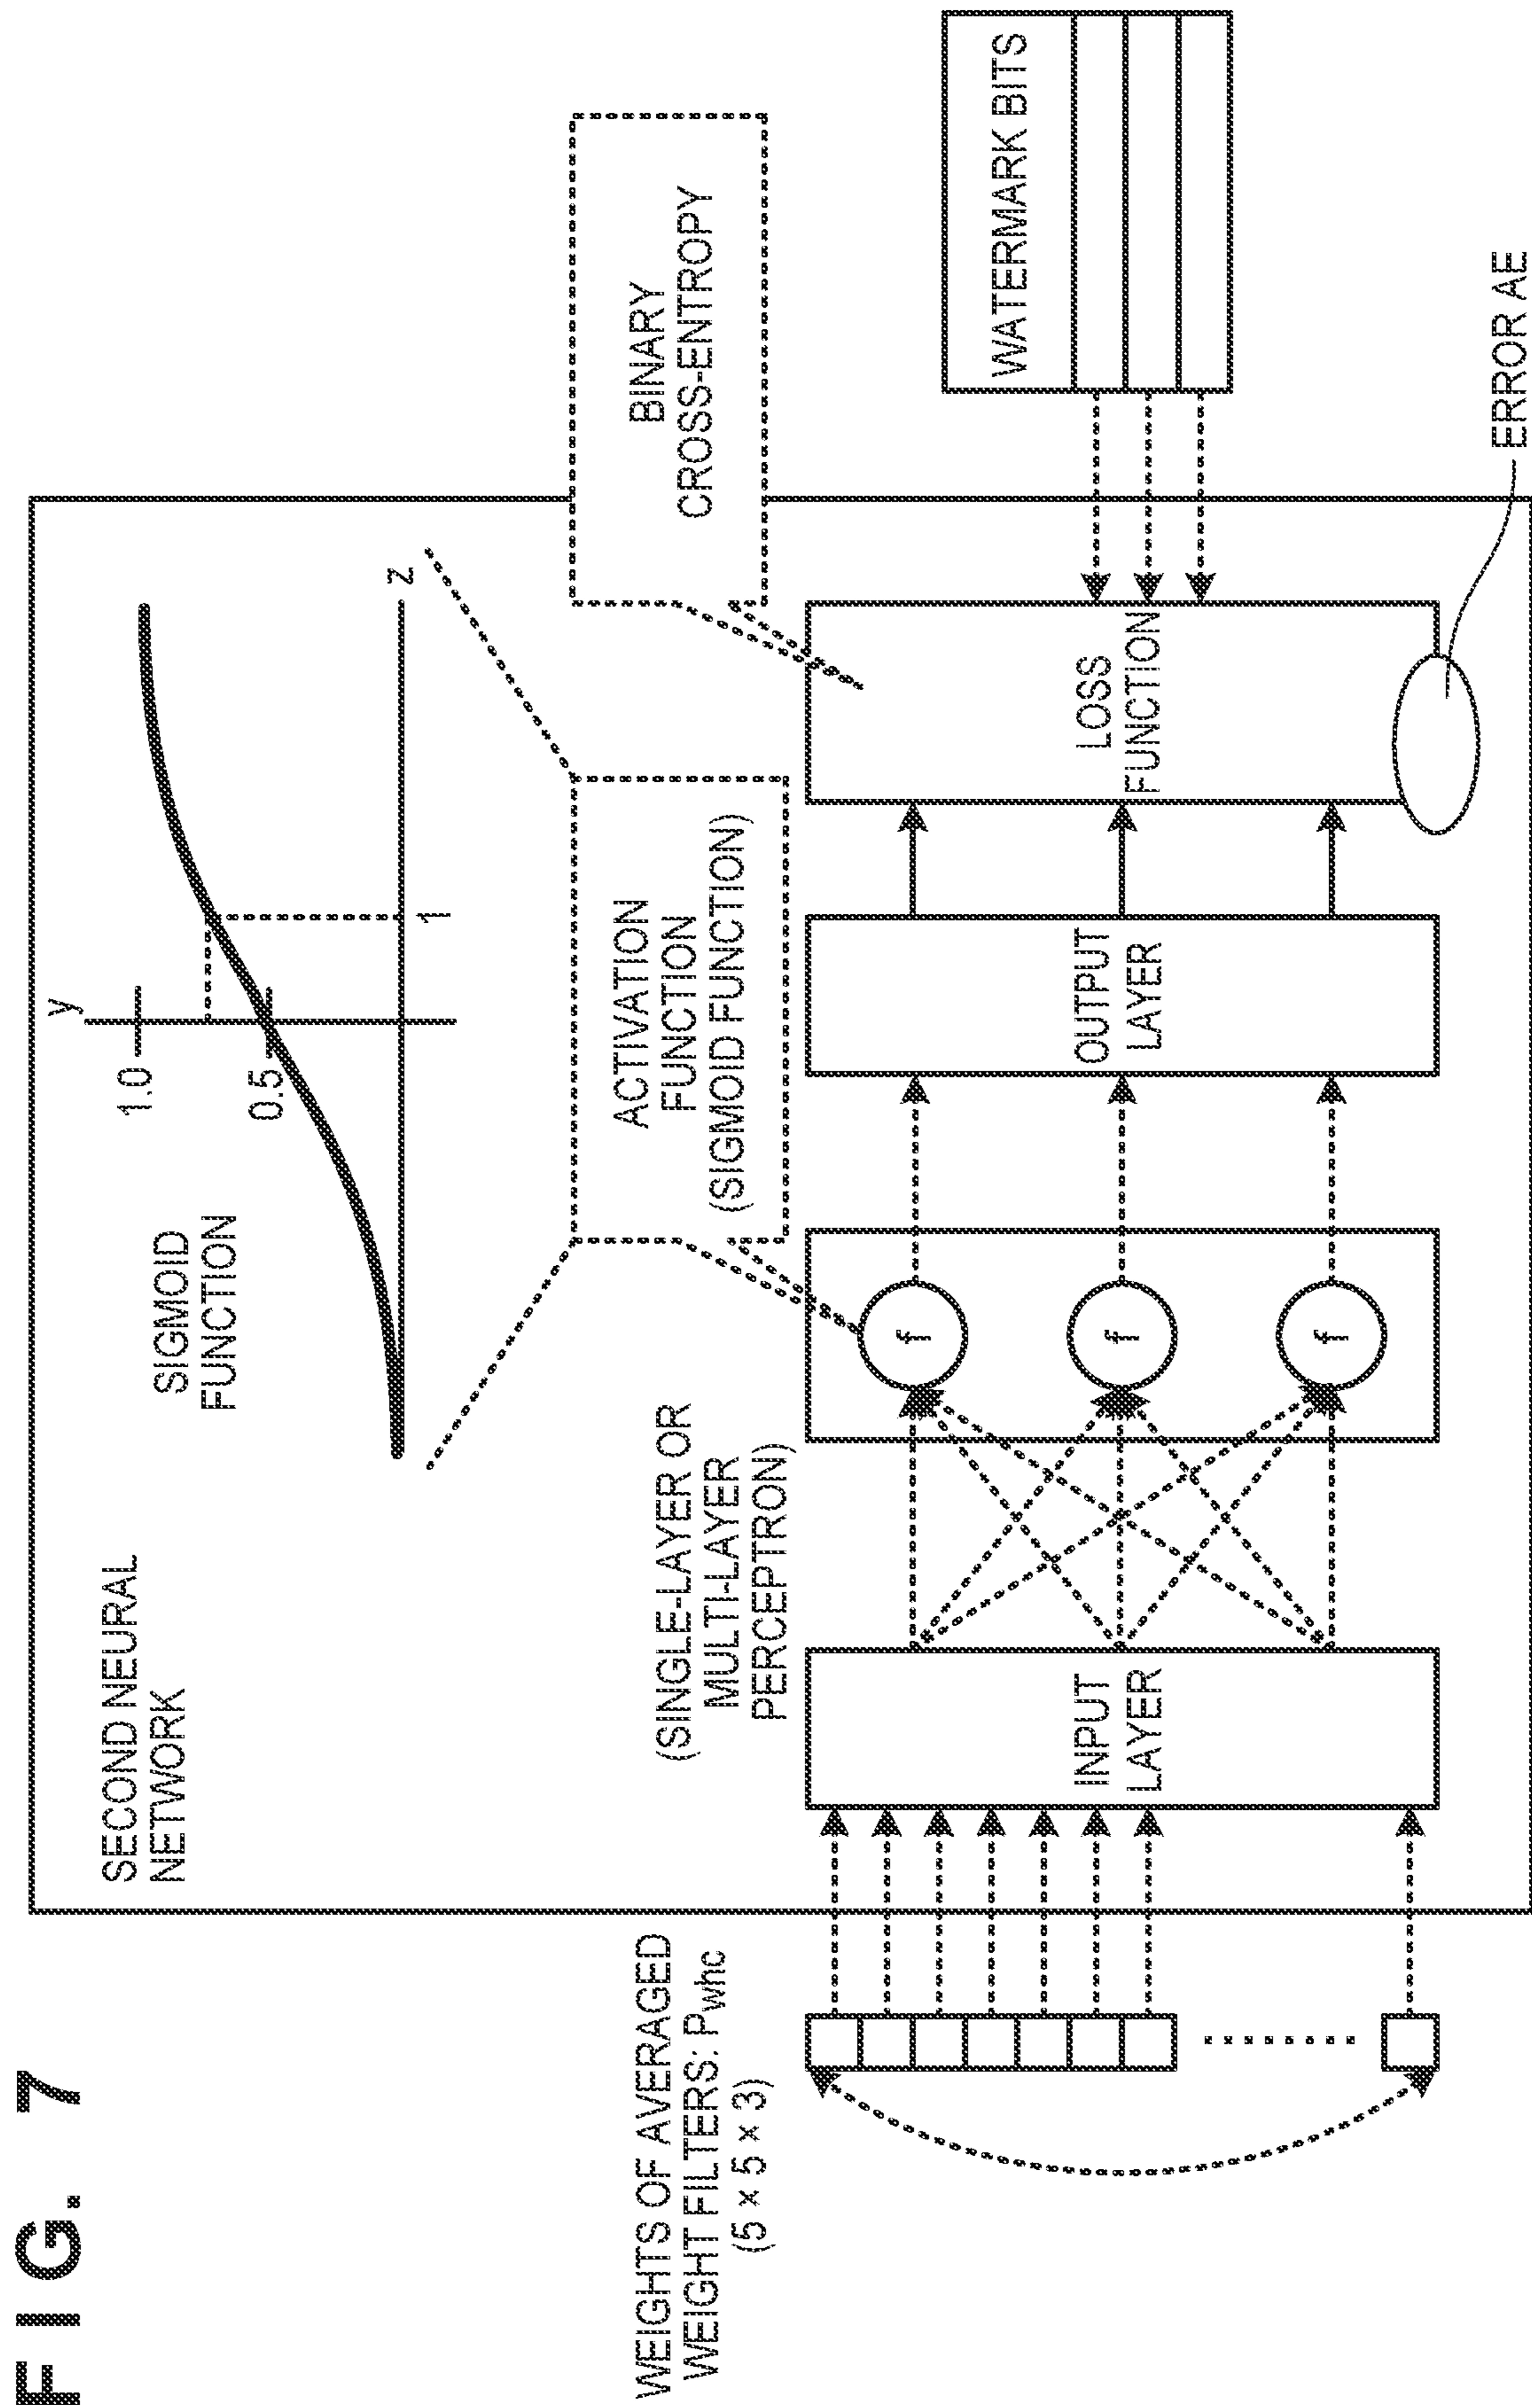 FIG. 7
SECOND NEURAL
NETWORK
SIGMOID
FUNCTION
y
1.0
0.5
1
z
WEIGHTS OF AVERAGED
WEIGHT FILTERS: Pwhc
(5 × 5 × 3)
(SINGLE-LAYER OR
MULTI-LAYER
PERCEPTRON)
ACTIVATION
FUNCTION
(SIGMOID FUNCTION)
BINARY
CROSS-ENTROPY
INPUT
LAYER
f
f
f
OUTPUT
LAYER
LOSS
FUNCTION
WATERMARK BITS
ERROR AE